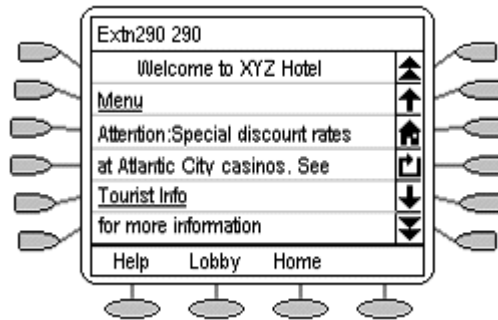 Extn290 290
Welcome to XYZ Hotel
Menu
Attention:Special discount rates
at Atlantic City casinos. See
Tourist Info
for more information
Help Lobby Home